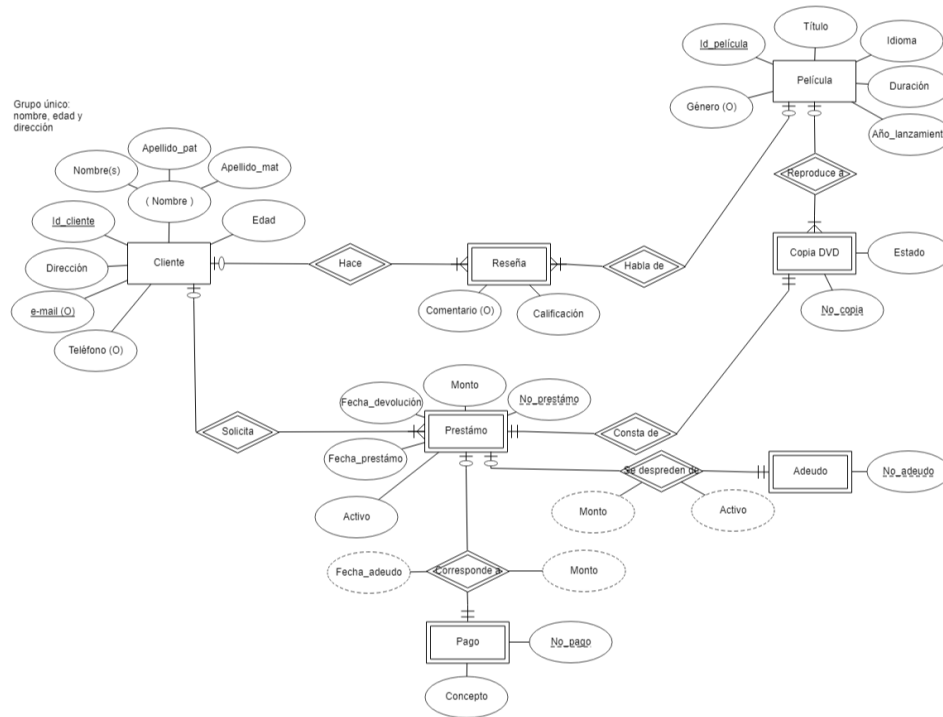 Título
Id_película
Idioma
Película
Duración
Género (O)
Año_lanzamient
Grupo único:
nombre, edad y
dirección
Apellido_pat
Nombre(s)
Apellido_mat
( Nombre )
Reproduce a
Id_cliente
Edad
Cliente
Hace
Reseña
Habla de
Copia DVD
Estado
Dirección
e-mail (O)
Comentario (O)
Calificación
No_copia
Teléfono (O)
Monto
Fecha_devolución
No_prestámo
Solicita
Prestámo
Consta de
Fecha_prestámo
Se despreden de
Adeudo
No_adeudo
Activo
Monto
Activo
Fecha_adeudo
Corresponde a
Monto
Pago
No_pago
Concepto